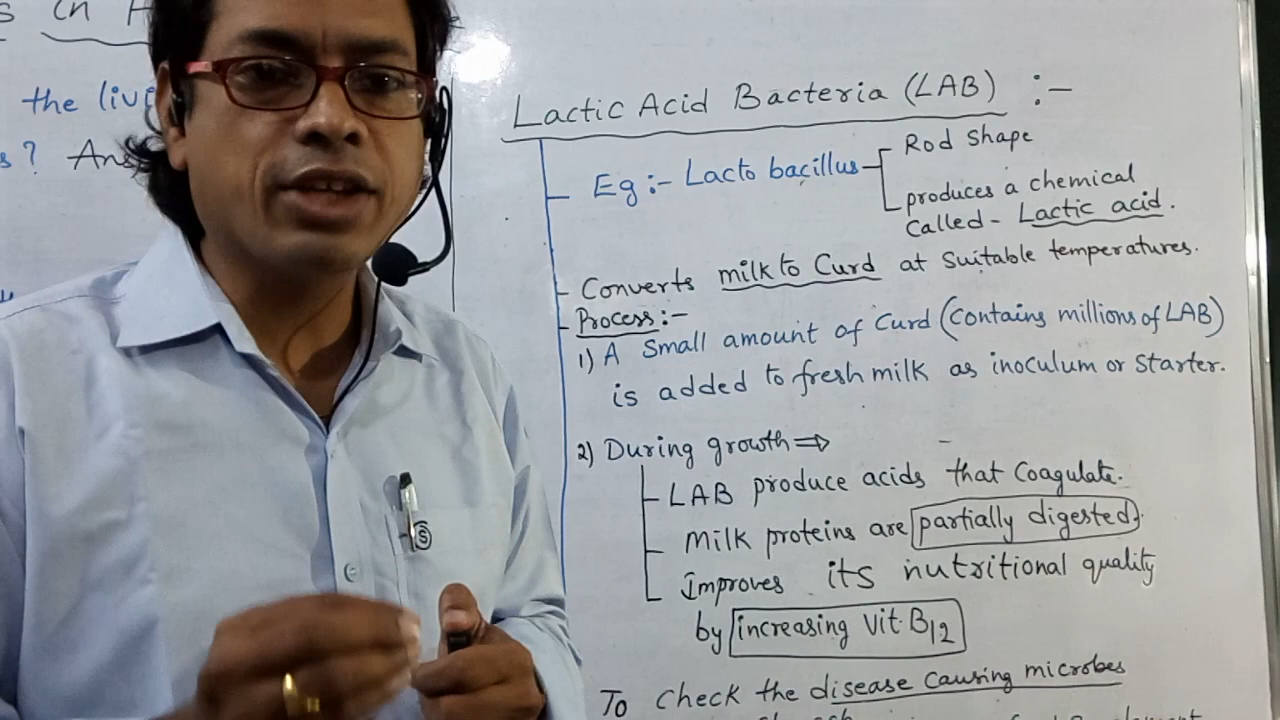 s in H
the livi
s? Ans
Lactic Acid Bacteria (LAB) :-
Eg :- Lacto bacillus
Rod shape
produces a chemical
Called - Lactic acid.
Converts milk to Curd at suitable temperatures.
Process :-
1) A small amount of Curd (Contains millions of LAB)
is added to fresh milk as inoculum or starter.
2) During growth ⇒
LAB produce acids that Coagulate.
Milk proteins are partially digested.
Improves its nutritional quality
by increasing Vit. B12
To Check the disease causing microbes